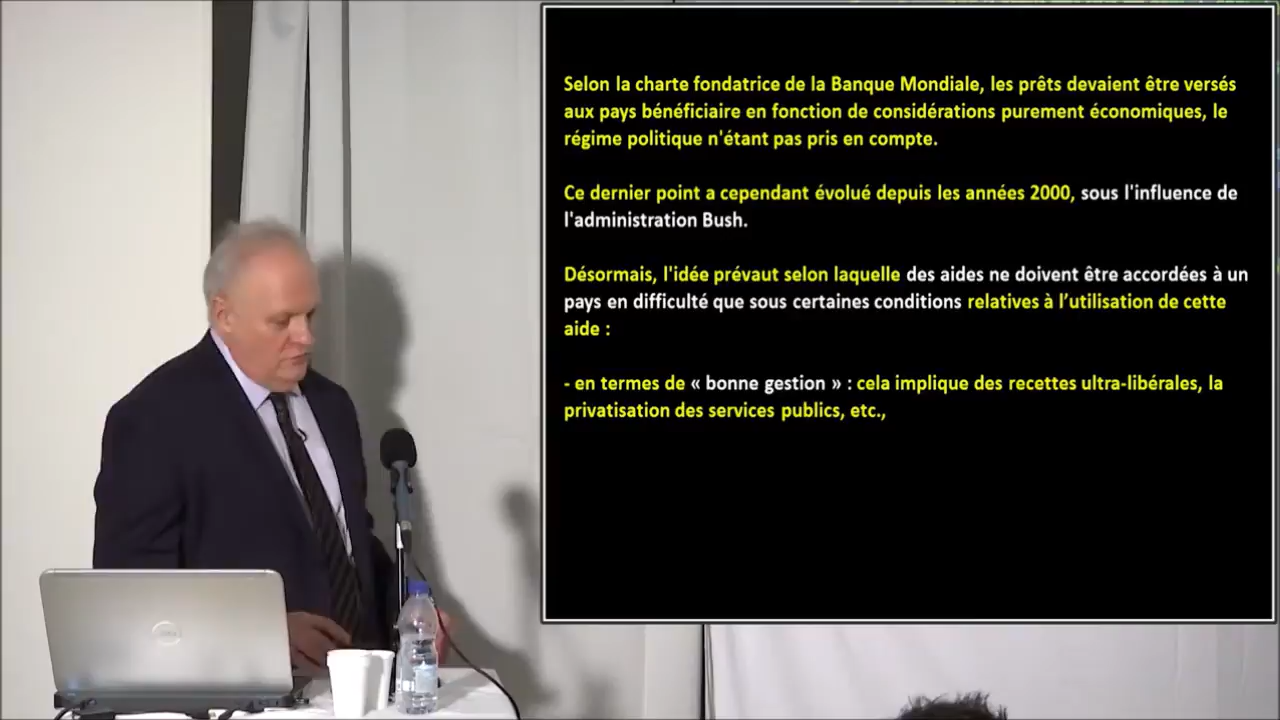 Selon la charte fondatrice de la Banque Mondiale, les prêts devaient être versés
aux pays bénéficiaire en fonction de considérations purement économiques, le
régime politique n'étant pas pris en compte.
Ce dernier point a cependant évolué depuis les années 2000, sous l'influence de
l'administration Bush.
Désormais, l'idée prévaut selon laquelle des aides ne doivent être accordées à un
pays en difficulté que sous certaines conditions relatives à l’utilisation de cette
aide :
- en termes de « bonne gestion » : cela implique des recettes ultra-libérales, la
privatisation des services publics, etc.,
DELL